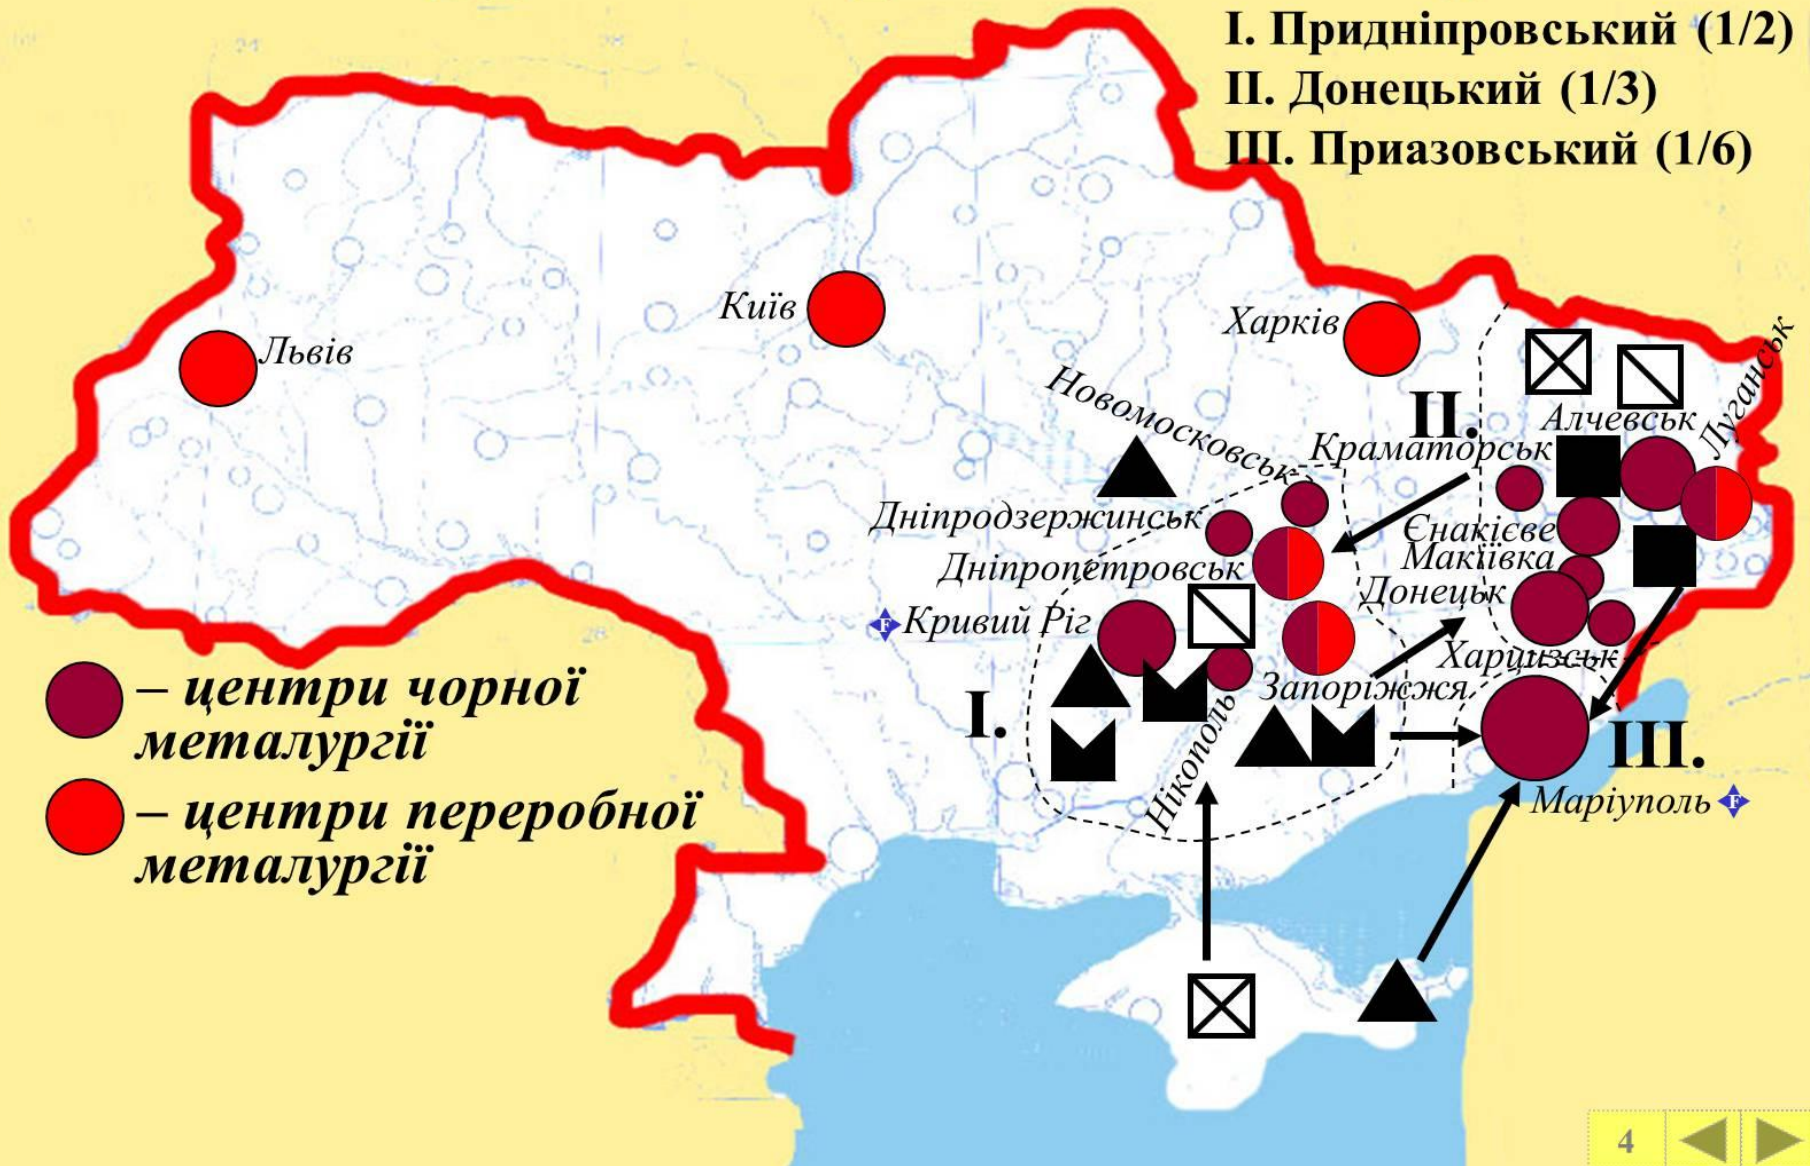 I. Придніпровський (1/2)
II. Донецький (1/3)
III. Приазовський (1/6)
Київ
Харків
Львів
Луганськ
Новомосковськ
II.
Алчевськ
Краматорськ
Дніпродзержинськ
Єнакієве
Макіївка
Дніпропетровськ
Донецьк
F Кривий Ріг
Харцизськ
Запоріжжя
I.
Нікополь
III.
Маріуполь F
– центри чорної
металургії
– центри переробної
металургії
4